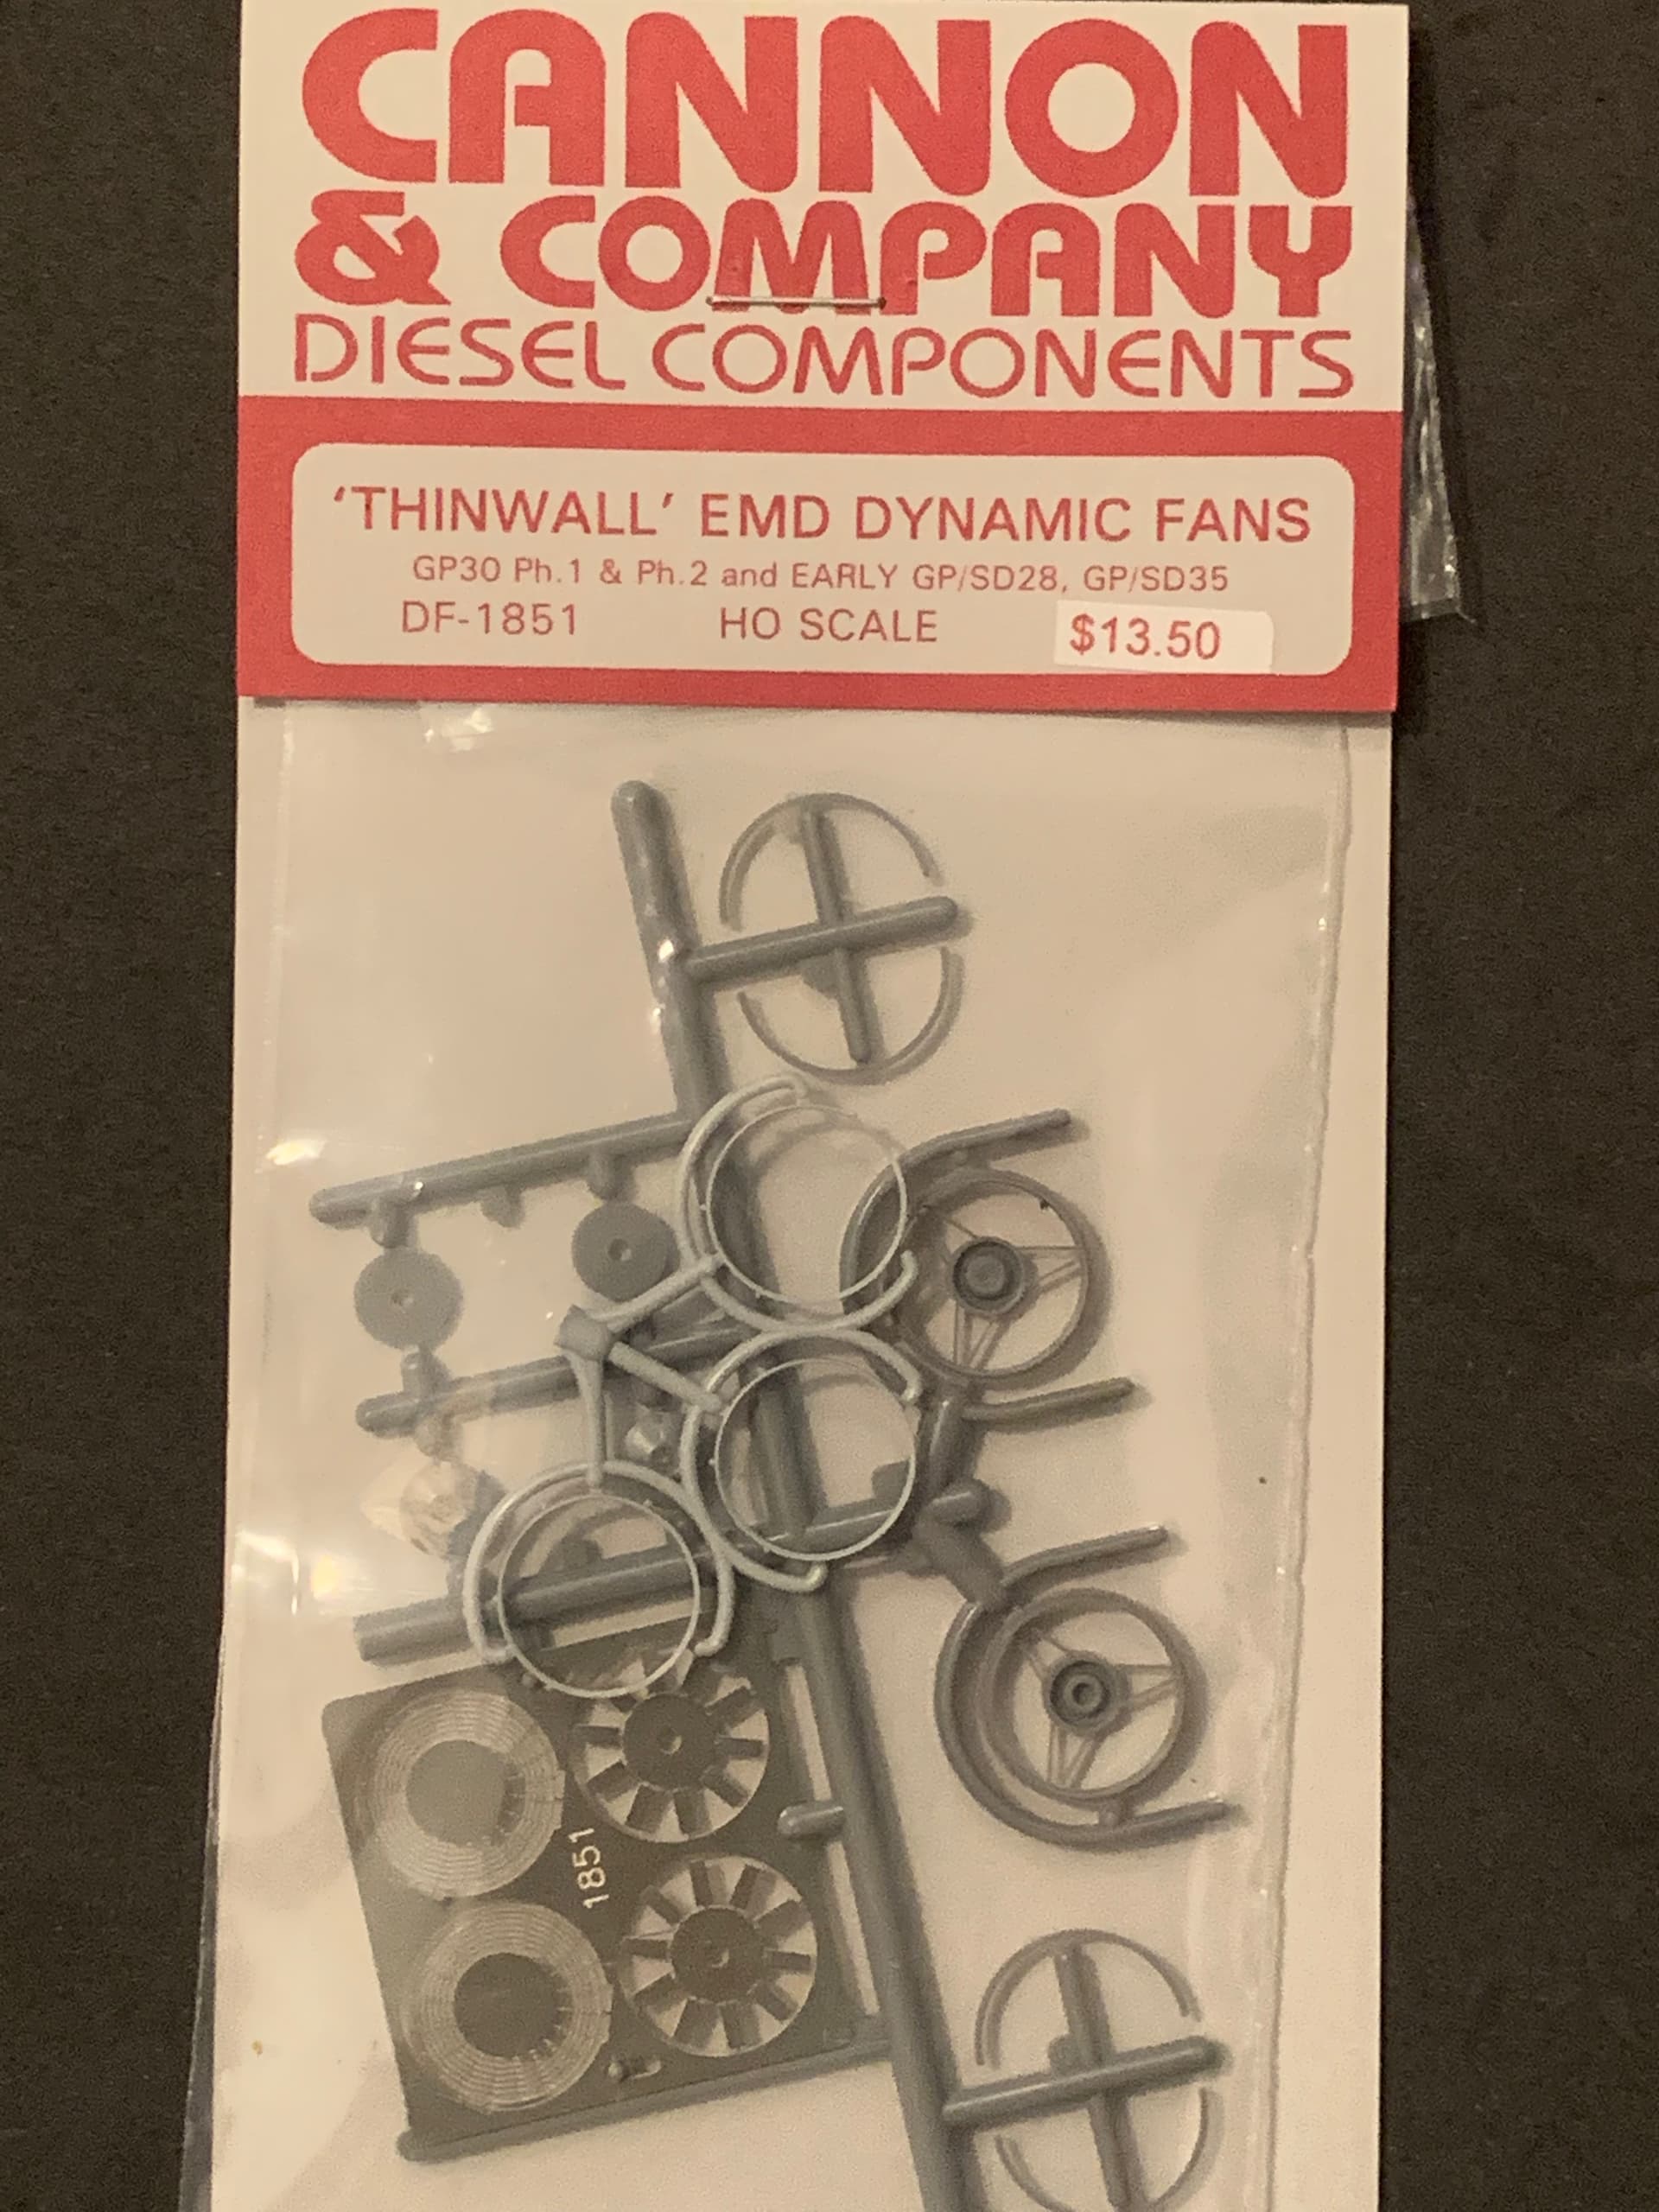 CANNON
& COMPANY
DIESEL COMPONENTS
'THINWALL' EMD DYNAMIC FANS
GP30 Ph.1 & Ph.2 and EARLY GP/SD28, GP/SD35
DF-1851 HO SCALE $13.50
1851